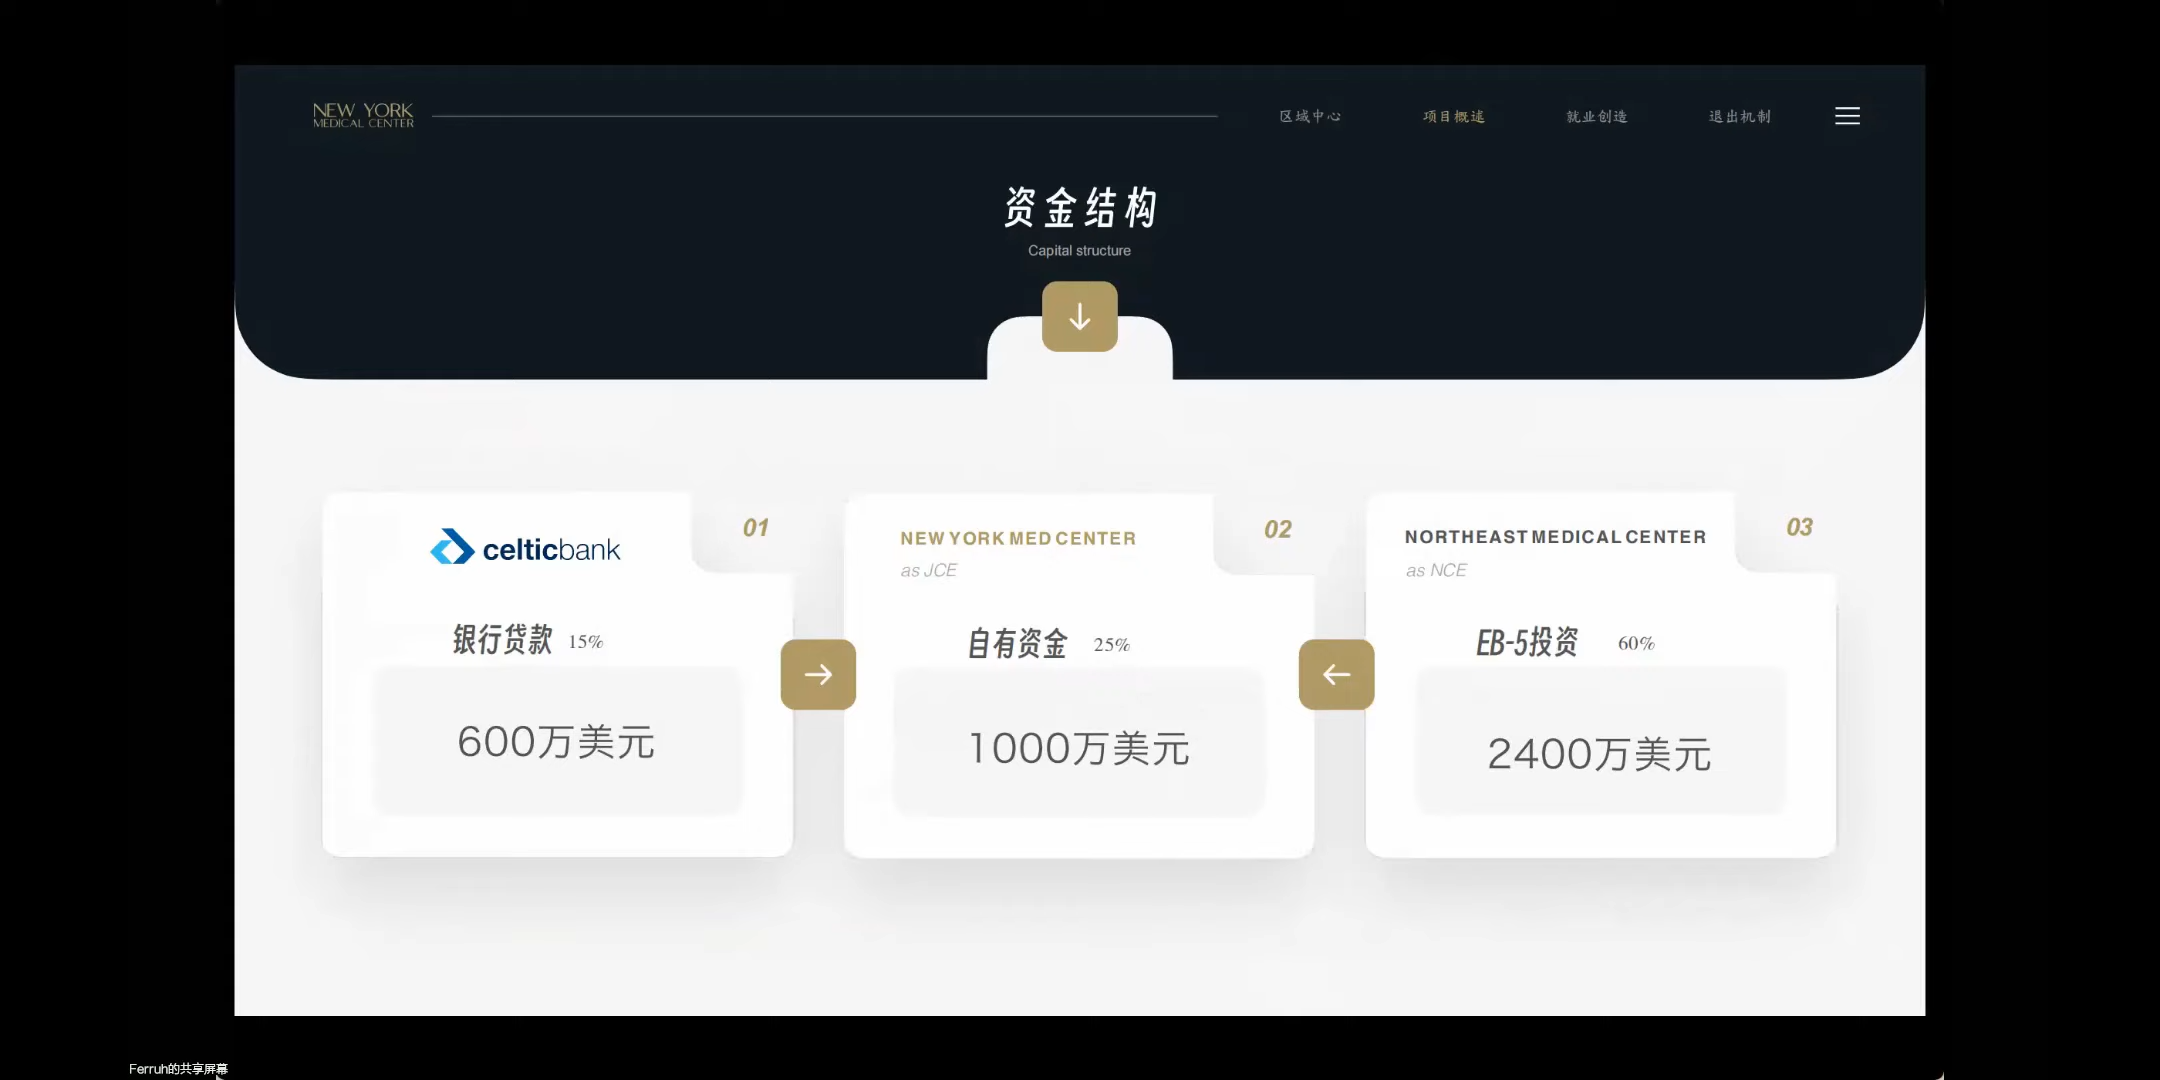 NEW YORK
MEDICAL CENTER
区域中心
项目概述
就业创造
退出机制
资金结构
Capital structure
celticbank
01
银行贷款 15%
600万美元
NEW YORK MED CENTER
02
as JCE
自有资金 25%
1000万美元
NORTHEAST MEDICAL CENTER
03
as NCE
EB-5投资 60%
2400万美元
Ferruh的共享屏幕